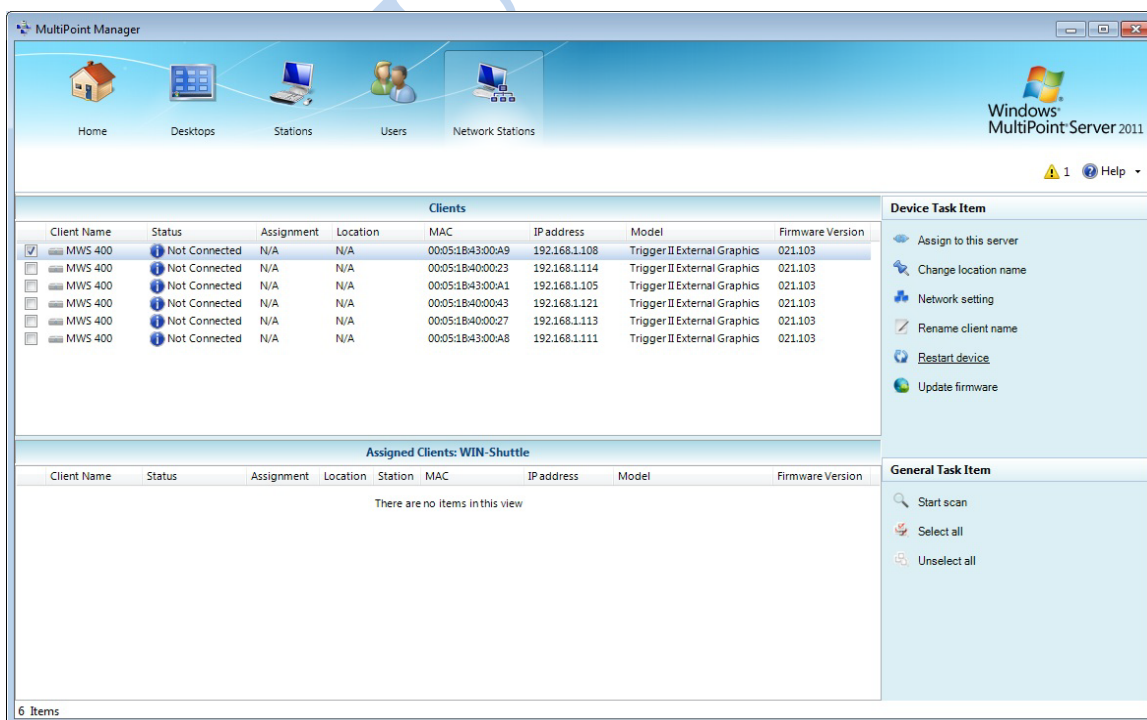 MultiPoint Manager
Home Desktops Stations Users Network Stations
Windows
MultiPoint Server 2011
1 Help
Clients
Client Name Status Assignment Location MAC IP address Model Firmware Version
MWS 400 Not Connected N/A N/A 00:05:1B:43:00:A9 192.168.1.108 Trigger II External Graphics 021.103
MWS 400 Not Connected N/A N/A 00:05:1B:40:00:23 192.168.1.114 Trigger II External Graphics 021.103
MWS 400 Not Connected N/A N/A 00:05:1B:43:00:A1 192.168.1.105 Trigger II External Graphics 021.103
MWS 400 Not Connected N/A N/A 00:05:1B:40:00:43 192.168.1.121 Trigger II External Graphics 021.103
MWS 400 Not Connected N/A N/A 00:05:1B:40:00:27 192.168.1.113 Trigger II External Graphics 021.103
MWS 400 Not Connected N/A N/A 00:05:1B:43:00:A8 192.168.1.111 Trigger II External Graphics 021.103
Device Task Item
Assign to this server
Change location name
Network setting
Rename client name
Restart device
Update firmware
Assigned Clients: WIN-Shuttle
Client Name Status Assignment Location Station MAC IP address Model Firmware Version
There are no items in this view
General Task Item
Start scan
Select all
Unselect all
6 Items